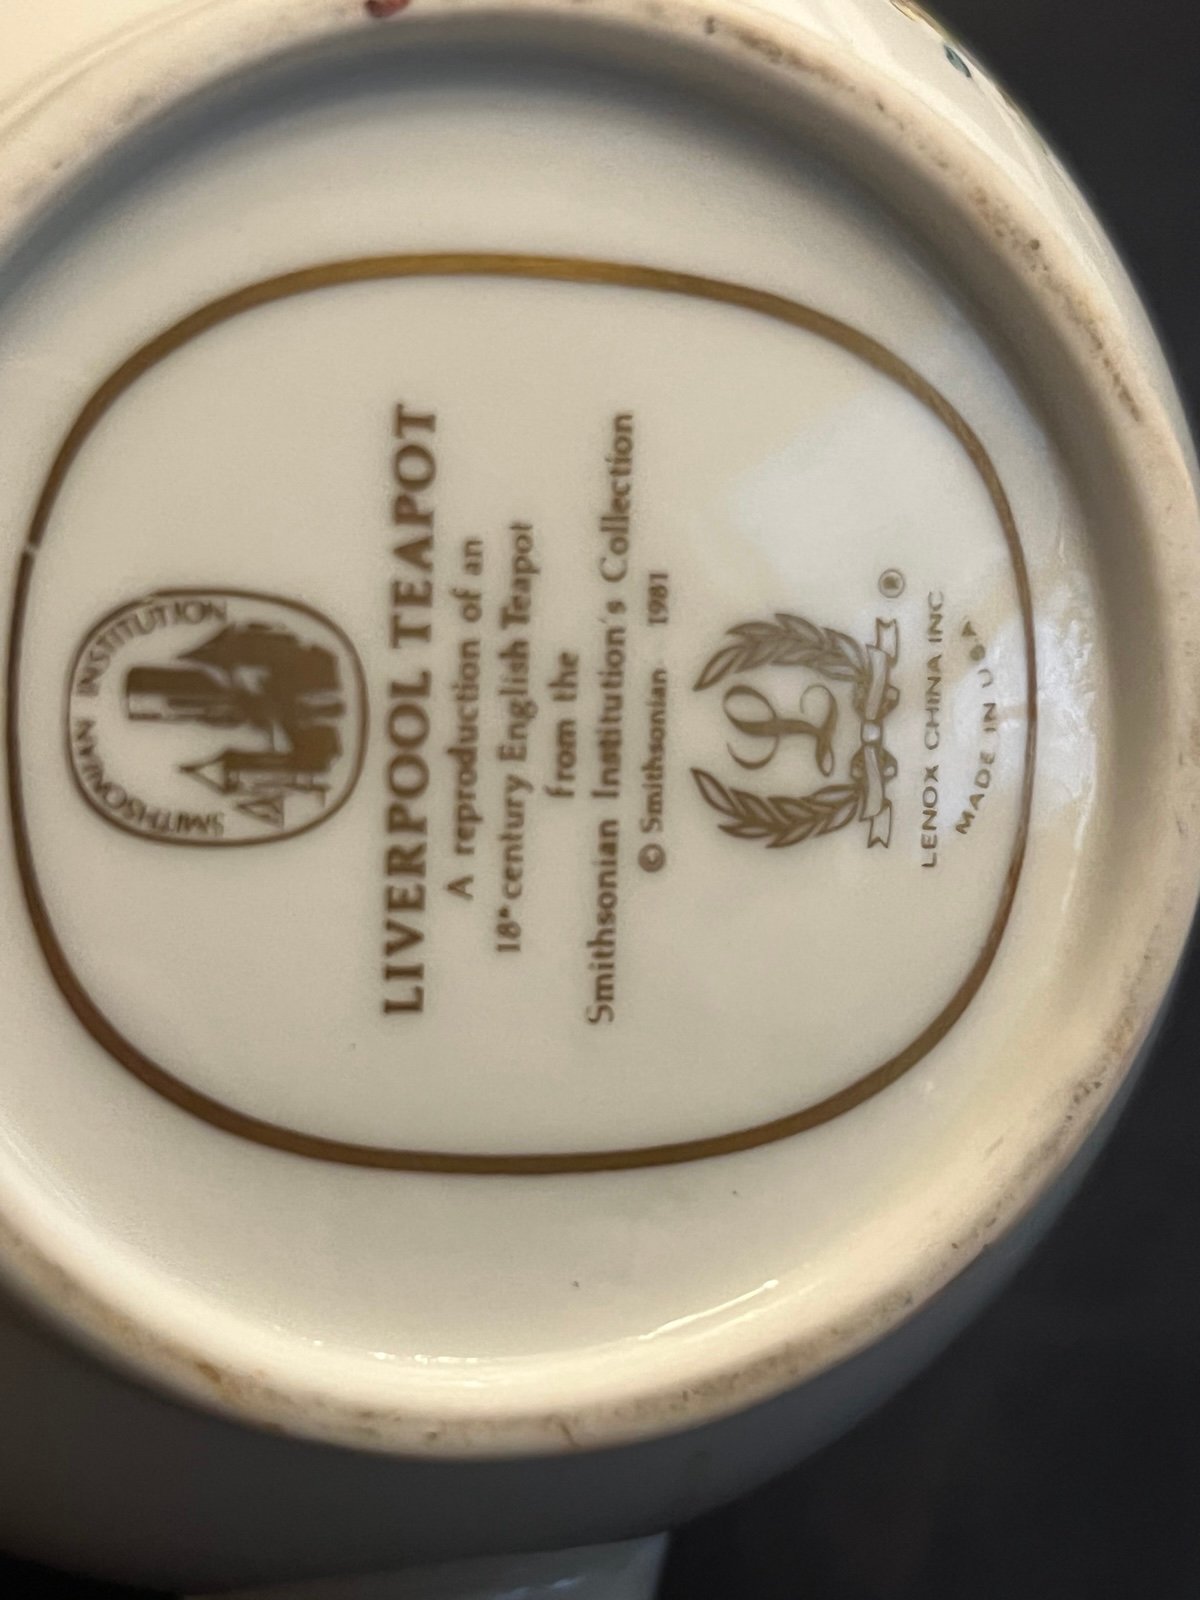 SMITHSONIAN INSTITUTION
LIVERPOOL TEAPOT
A reproduction of an
18th century English Teapot
from the
Smithsonian Institution's Collection
© Smithsonian 1981
L
®
LENOX CHINA INC
MADE IN USA